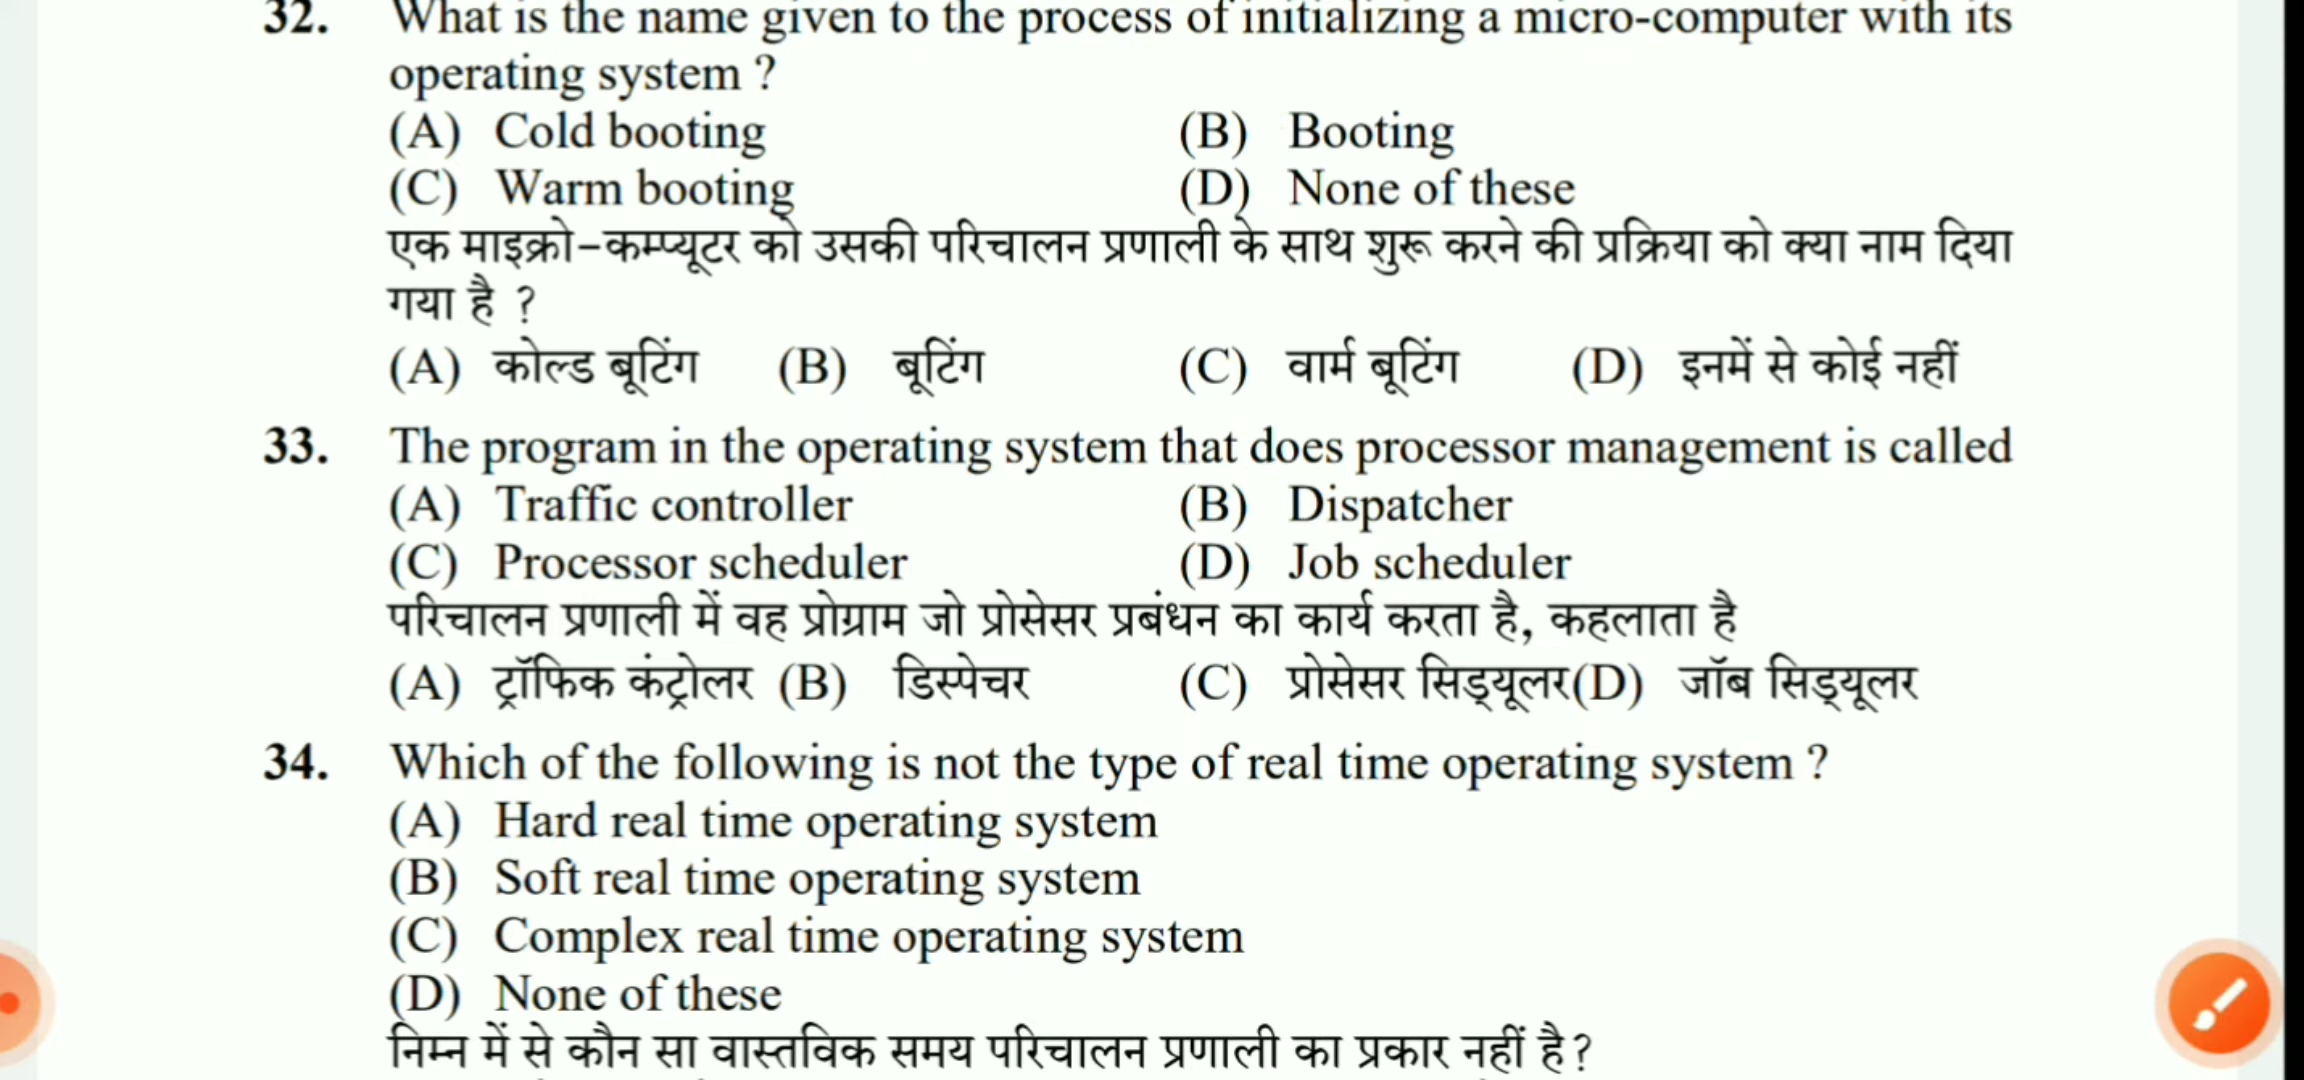 32. What is the name given to the process of initializing a micro-computer with its
operating system ?
(A) Cold booting (B) Booting
(C) Warm booting (D) None of these
एक माइक्रो-कम्प्यूटर को उसकी परिचालन प्रणाली के साथ शुरू करने की प्रक्रिया को क्या नाम दिया
गया है ?
(A) कोल्ड बूटिंग (B) बूटिंग (C) वार्म बूटिंग (D) इनमें से कोई नहीं
33. The program in the operating system that does processor management is called
(A) Traffic controller (B) Dispatcher
(C) Processor scheduler (D) Job scheduler
परिचालन प्रणाली में वह प्रोग्राम जो प्रोसेसर प्रबंधन का कार्य करता है, कहलाता है
(A) ट्रॉफिक कंट्रोलर (B) डिस्पेचर (C) प्रोसेसर सिड्यूलर(D) जॉब सिड्यूलर
34. Which of the following is not the type of real time operating system ?
(A) Hard real time operating system
(B) Soft real time operating system
(C) Complex real time operating system
(D) None of these
निम्न में से कौन सा वास्तविक समय परिचालन प्रणाली का प्रकार नहीं है?